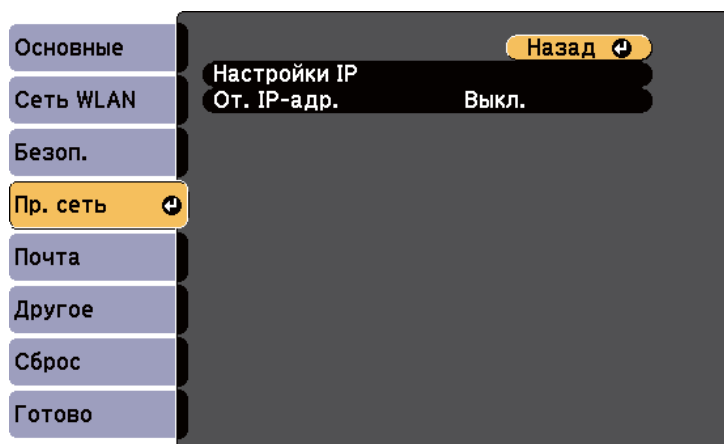 Основные
Сеть WLAN
Безоп.
Пр. сеть
Почта
Другое
Сброс
Готово
Назад
Настройки IP
От. IP-адр. Выкл.